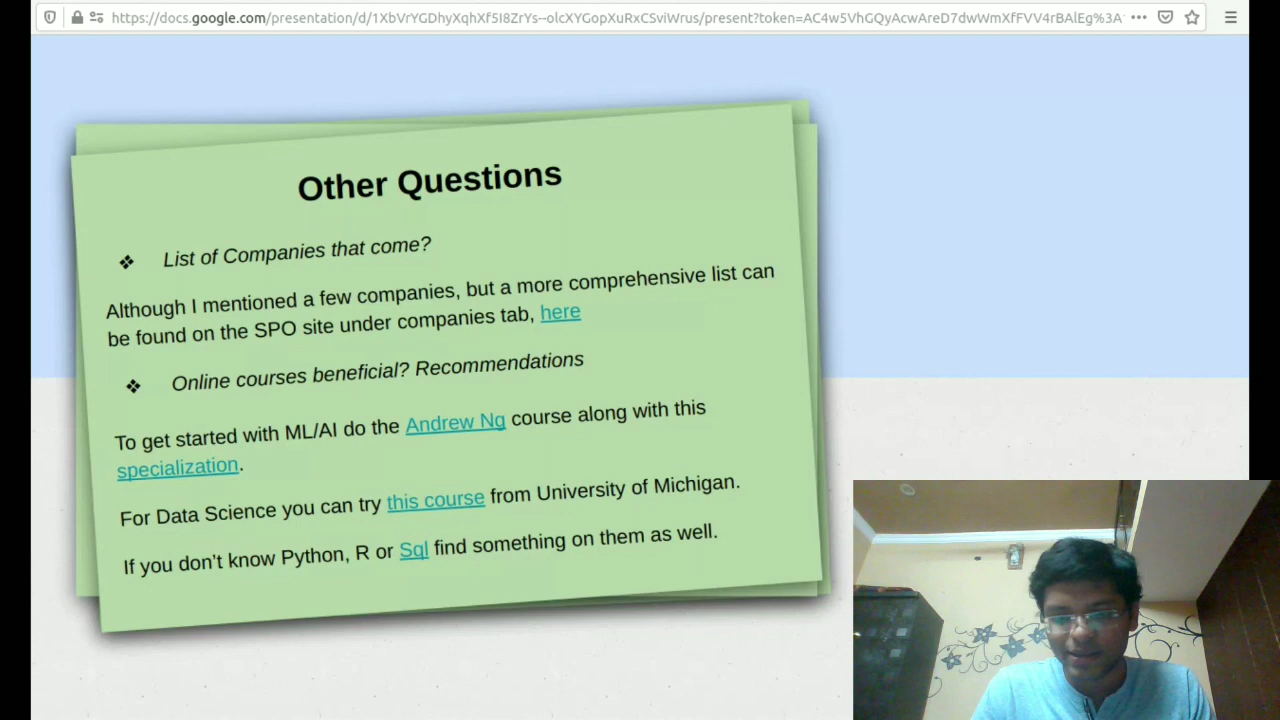 https://docs.google.com/presentation/d/1XbVrYGDhyXqhXf5I8ZrYs--olcXYGopXuRxCSviWrus/present?token=AC4w5VhGQyAcwAreD7dwWmXfFVV4rBAlEg%3A
Other Questions
❖ List of Companies that come?
Although I mentioned a few companies, but a more comprehensive list can
be found on the SPO site under companies tab, here
❖ Online courses beneficial? Recommendations
To get started with ML/AI do the Andrew Ng course along with this
specialization.
For Data Science you can try this course from University of Michigan.
If you don't know Python, R or Sql find something on them as well.